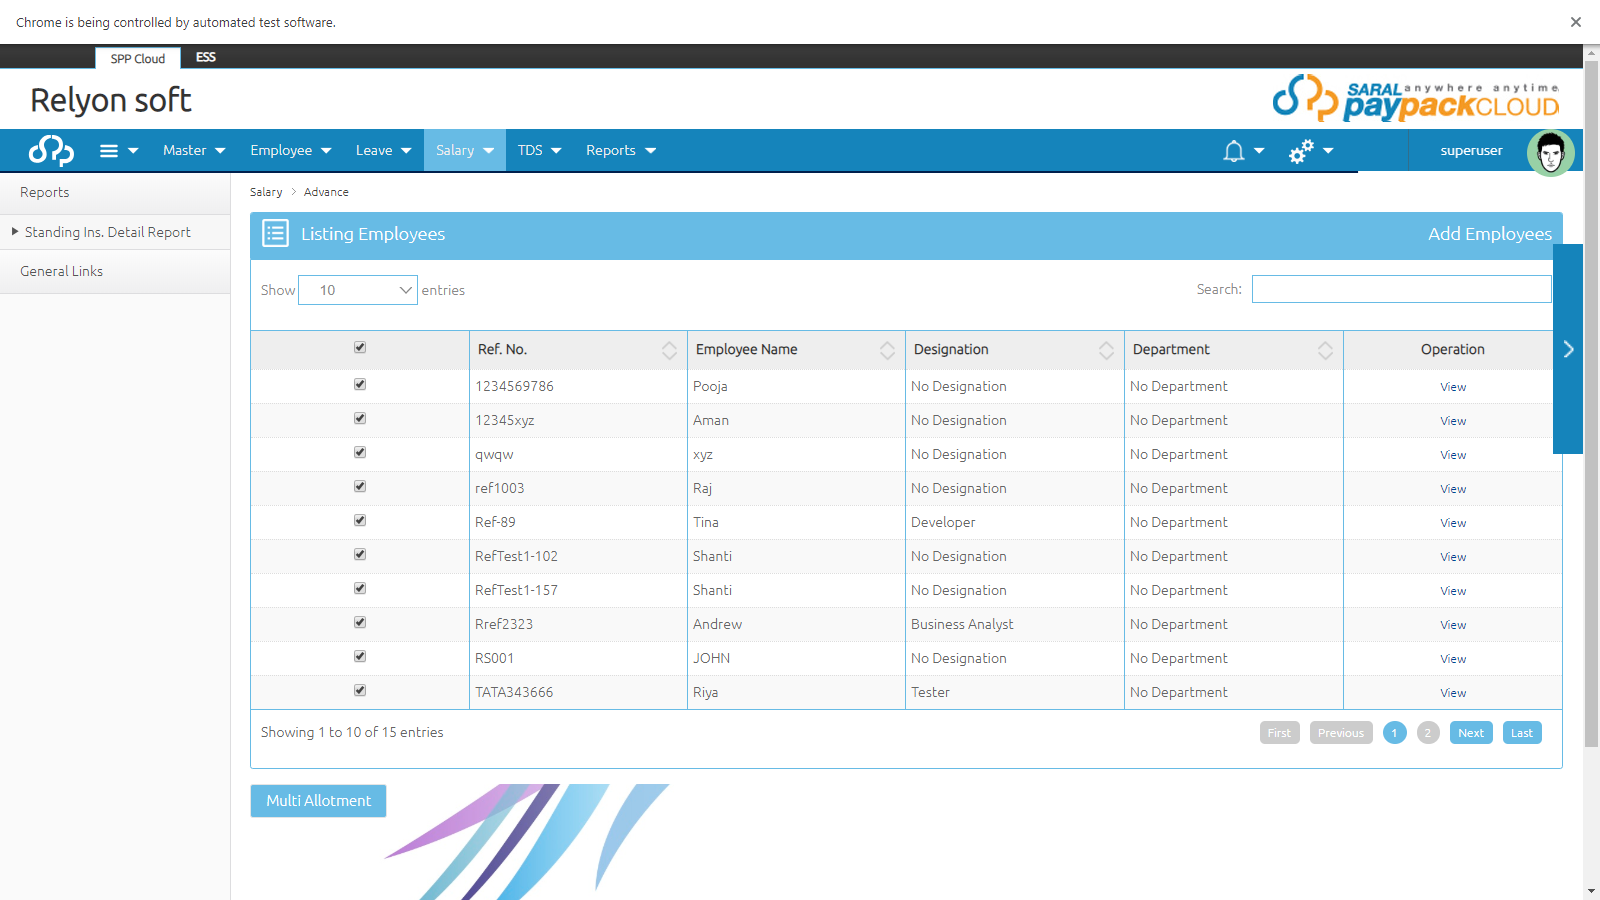 Chrome is being controlled by automated test software.
SPP Cloud ESS
Relyon soft
SARAL anywhere anytime
paypackCLOUD
Master Employee Leave Salary TDS Reports superuser
Reports
Standing Ins. Detail Report
General Links
Salary > Advance
Listing Employees Add Employees
Show 10 entries Search:
Ref. No. Employee Name Designation Department Operation
1234569786 Pooja No Designation No Department View
12345xyz Aman No Designation No Department View
qwqw xyz No Designation No Department View
ref1003 Raj No Designation No Department View
Ref-89 Tina Developer No Department View
RefTest1-102 Shanti No Designation No Department View
RefTest1-157 Shanti No Designation No Department View
Rref2323 Andrew Business Analyst No Department View
RS001 JOHN No Designation No Department View
TATA343666 Riya Tester No Department View
Showing 1 to 10 of 15 entries First Previous 1 2 Next Last
Multi Allotment